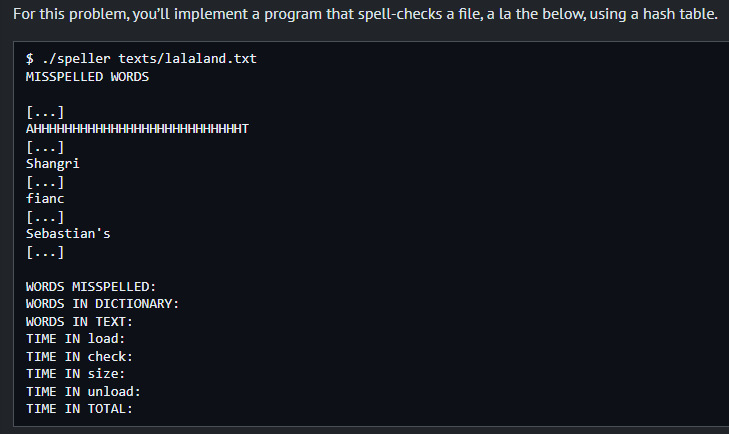 For this problem, you’ll implement a program that spell-checks a file, a la the below, using a hash table.
$ ./speller texts/lalaland.txt
MISSPELLED WORDS
[...]
AHHHHHHHHHHHHHHHHHHHHHHHHHHHT
[...]
Shangri
[...]
fianc
[...]
Sebastian's
[...]
WORDS MISSPELLED:
WORDS IN DICTIONARY:
WORDS IN TEXT:
TIME IN load:
TIME IN check:
TIME IN size:
TIME IN unload:
TIME IN TOTAL: